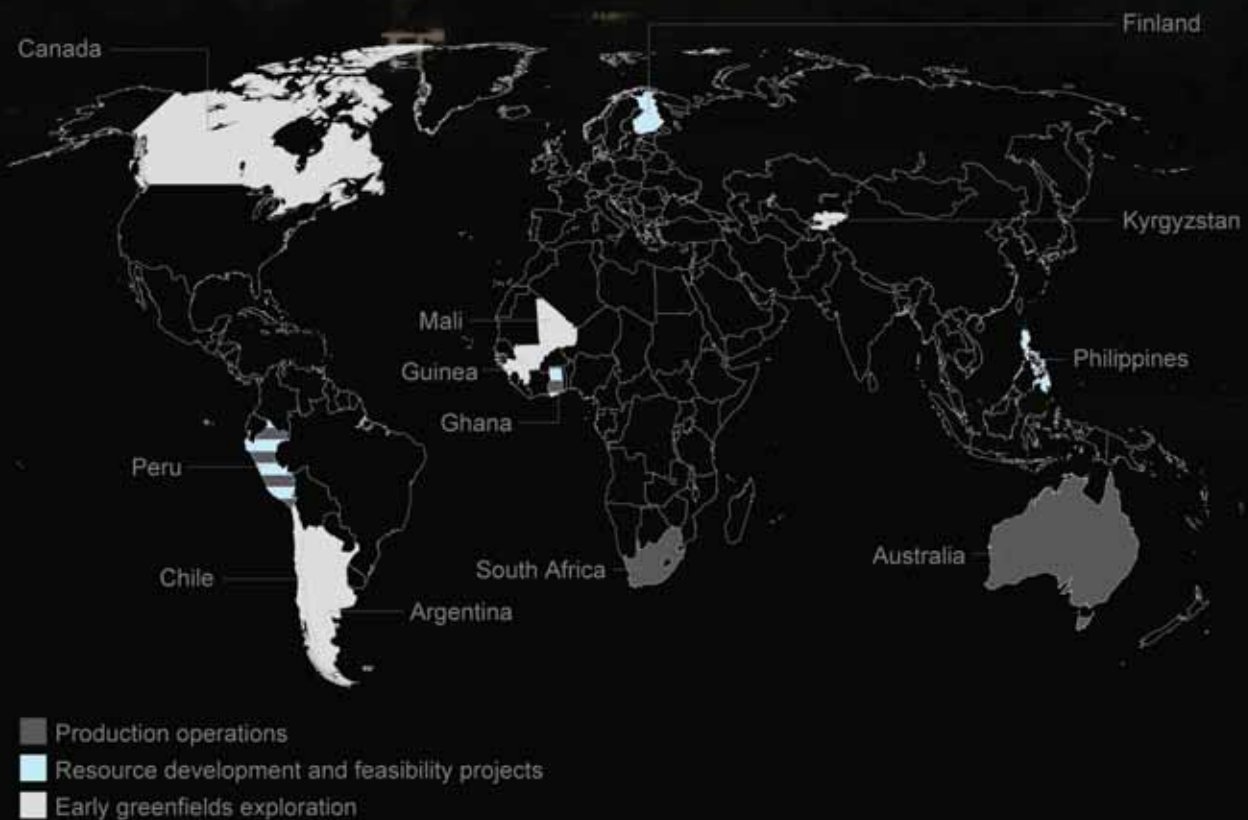 Finland
Canada
Kyrgyzstan
Mali
Philippines
Guinea
Ghana
Peru
Australia
South Africa
Chile
Argentina
Production operations
Resource development and feasibility projects
Early greenfields exploration